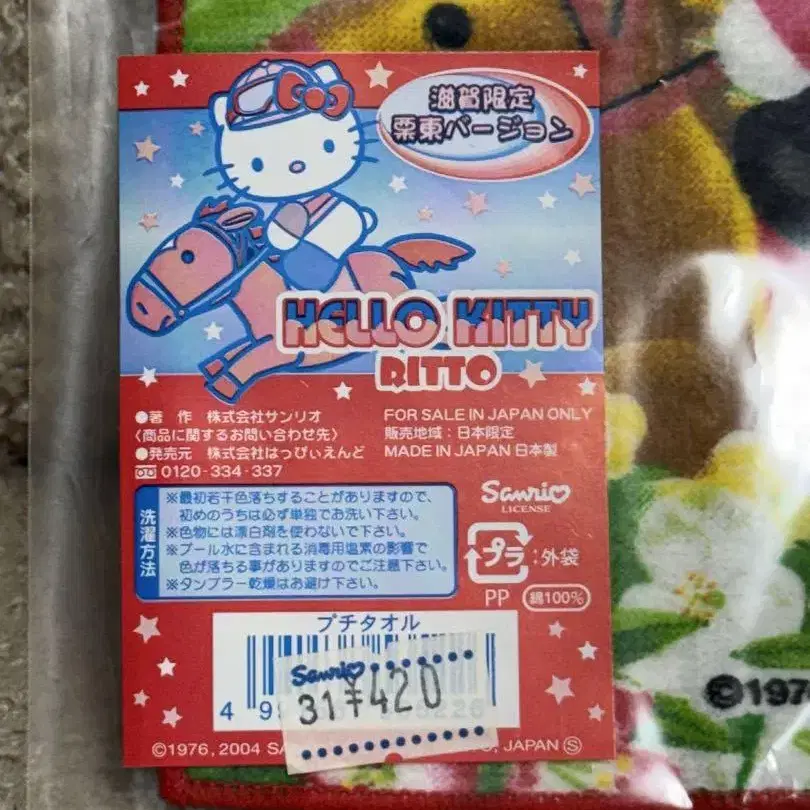 滋賀限定
栗東バージョン
HELLO KITTY
RITTO
●著 作 株式会社サンリオ
〈商品に関するお問い合わせ先〉
●発売元 株式会社はっぴぃえんど
0120-334-337
FOR SALE IN JAPAN ONLY
販売地域:日本限定
MADE IN JAPAN 日本製
洗濯方法
※最初若干色落ちすることがありますので、
初めのうちは必ず単独でお洗い下さい。
※色物には漂白剤を使わないで下さい。
※プール水に含まれる消毒用塩素の影響で
色が落ちる事がありますのでご注意下さい。
※タンブラー乾燥はお避け下さい。
Sanrio
LICENSE
プラ
:外袋
PP
綿100%
プチタオル
Sanrio
31 ¥420
4 99
©1976, 2004
JAPAN Ⓢ
©197